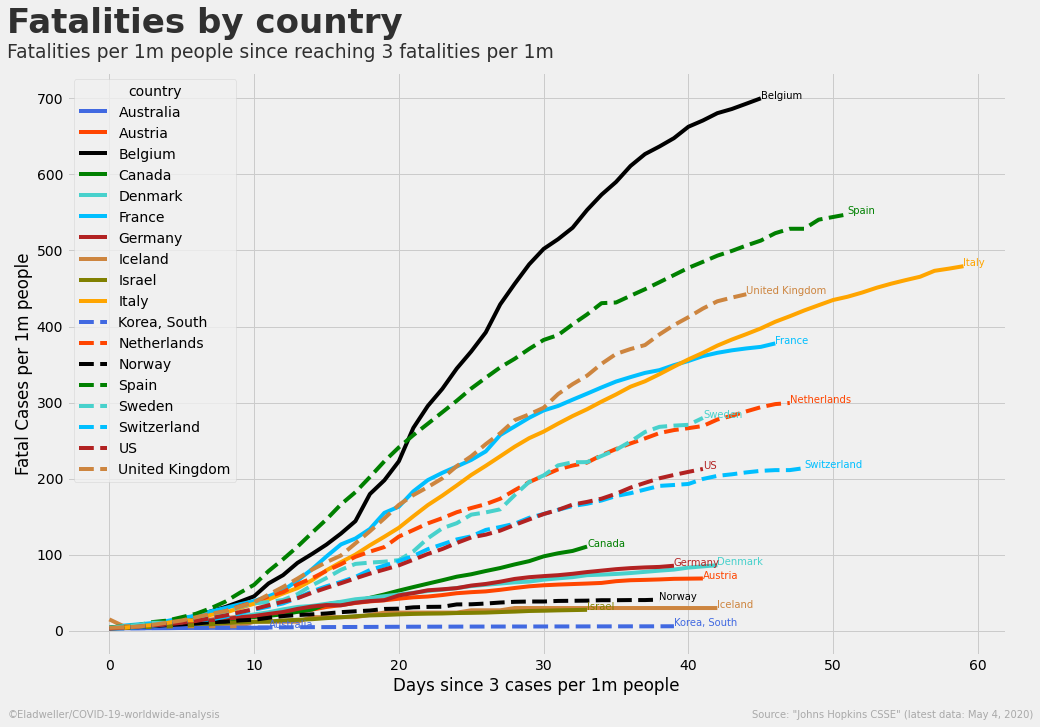 Fatalities by country
Fatalities per 1m people since reaching 3 fatalities per 1m
700
600
500
400
300
200
100
0
Fatal Cases per 1m people
country
Australia
Austria
Belgium
Canada
Denmark
France
Germany
Iceland
Israel
Italy
Korea, South
Netherlands
Norway
Spain
Sweden
Switzerland
US
United Kingdom
Belgium
Spain
Italy
United Kingdom
France
Netherlands
Sweden
US
Switzerland
Canada
Germany
Denmark
Austria
Norway
Iceland
Israel
Australia
Korea, South
0
10
20
30
40
50
60
Days since 3 cases per 1m people
©Eladweller/COVID-19-worldwide-analysis
Source: "Johns Hopkins CSSE" (latest data: May 4, 2020)